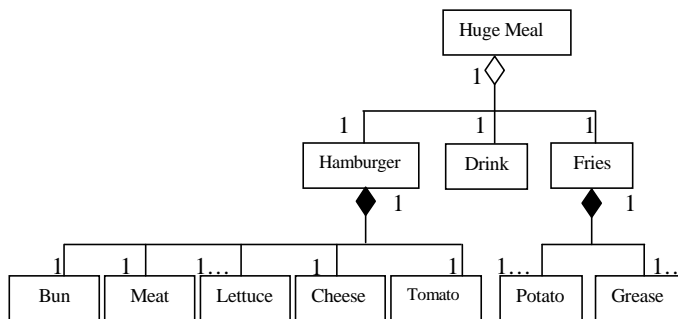 Huge Meal
1
1 1 1
Hamburger Drink Fries
1 1
1 1 1... 1 1 1... 1...
Bun Meat Lettuce Cheese Tomato Potato Grease